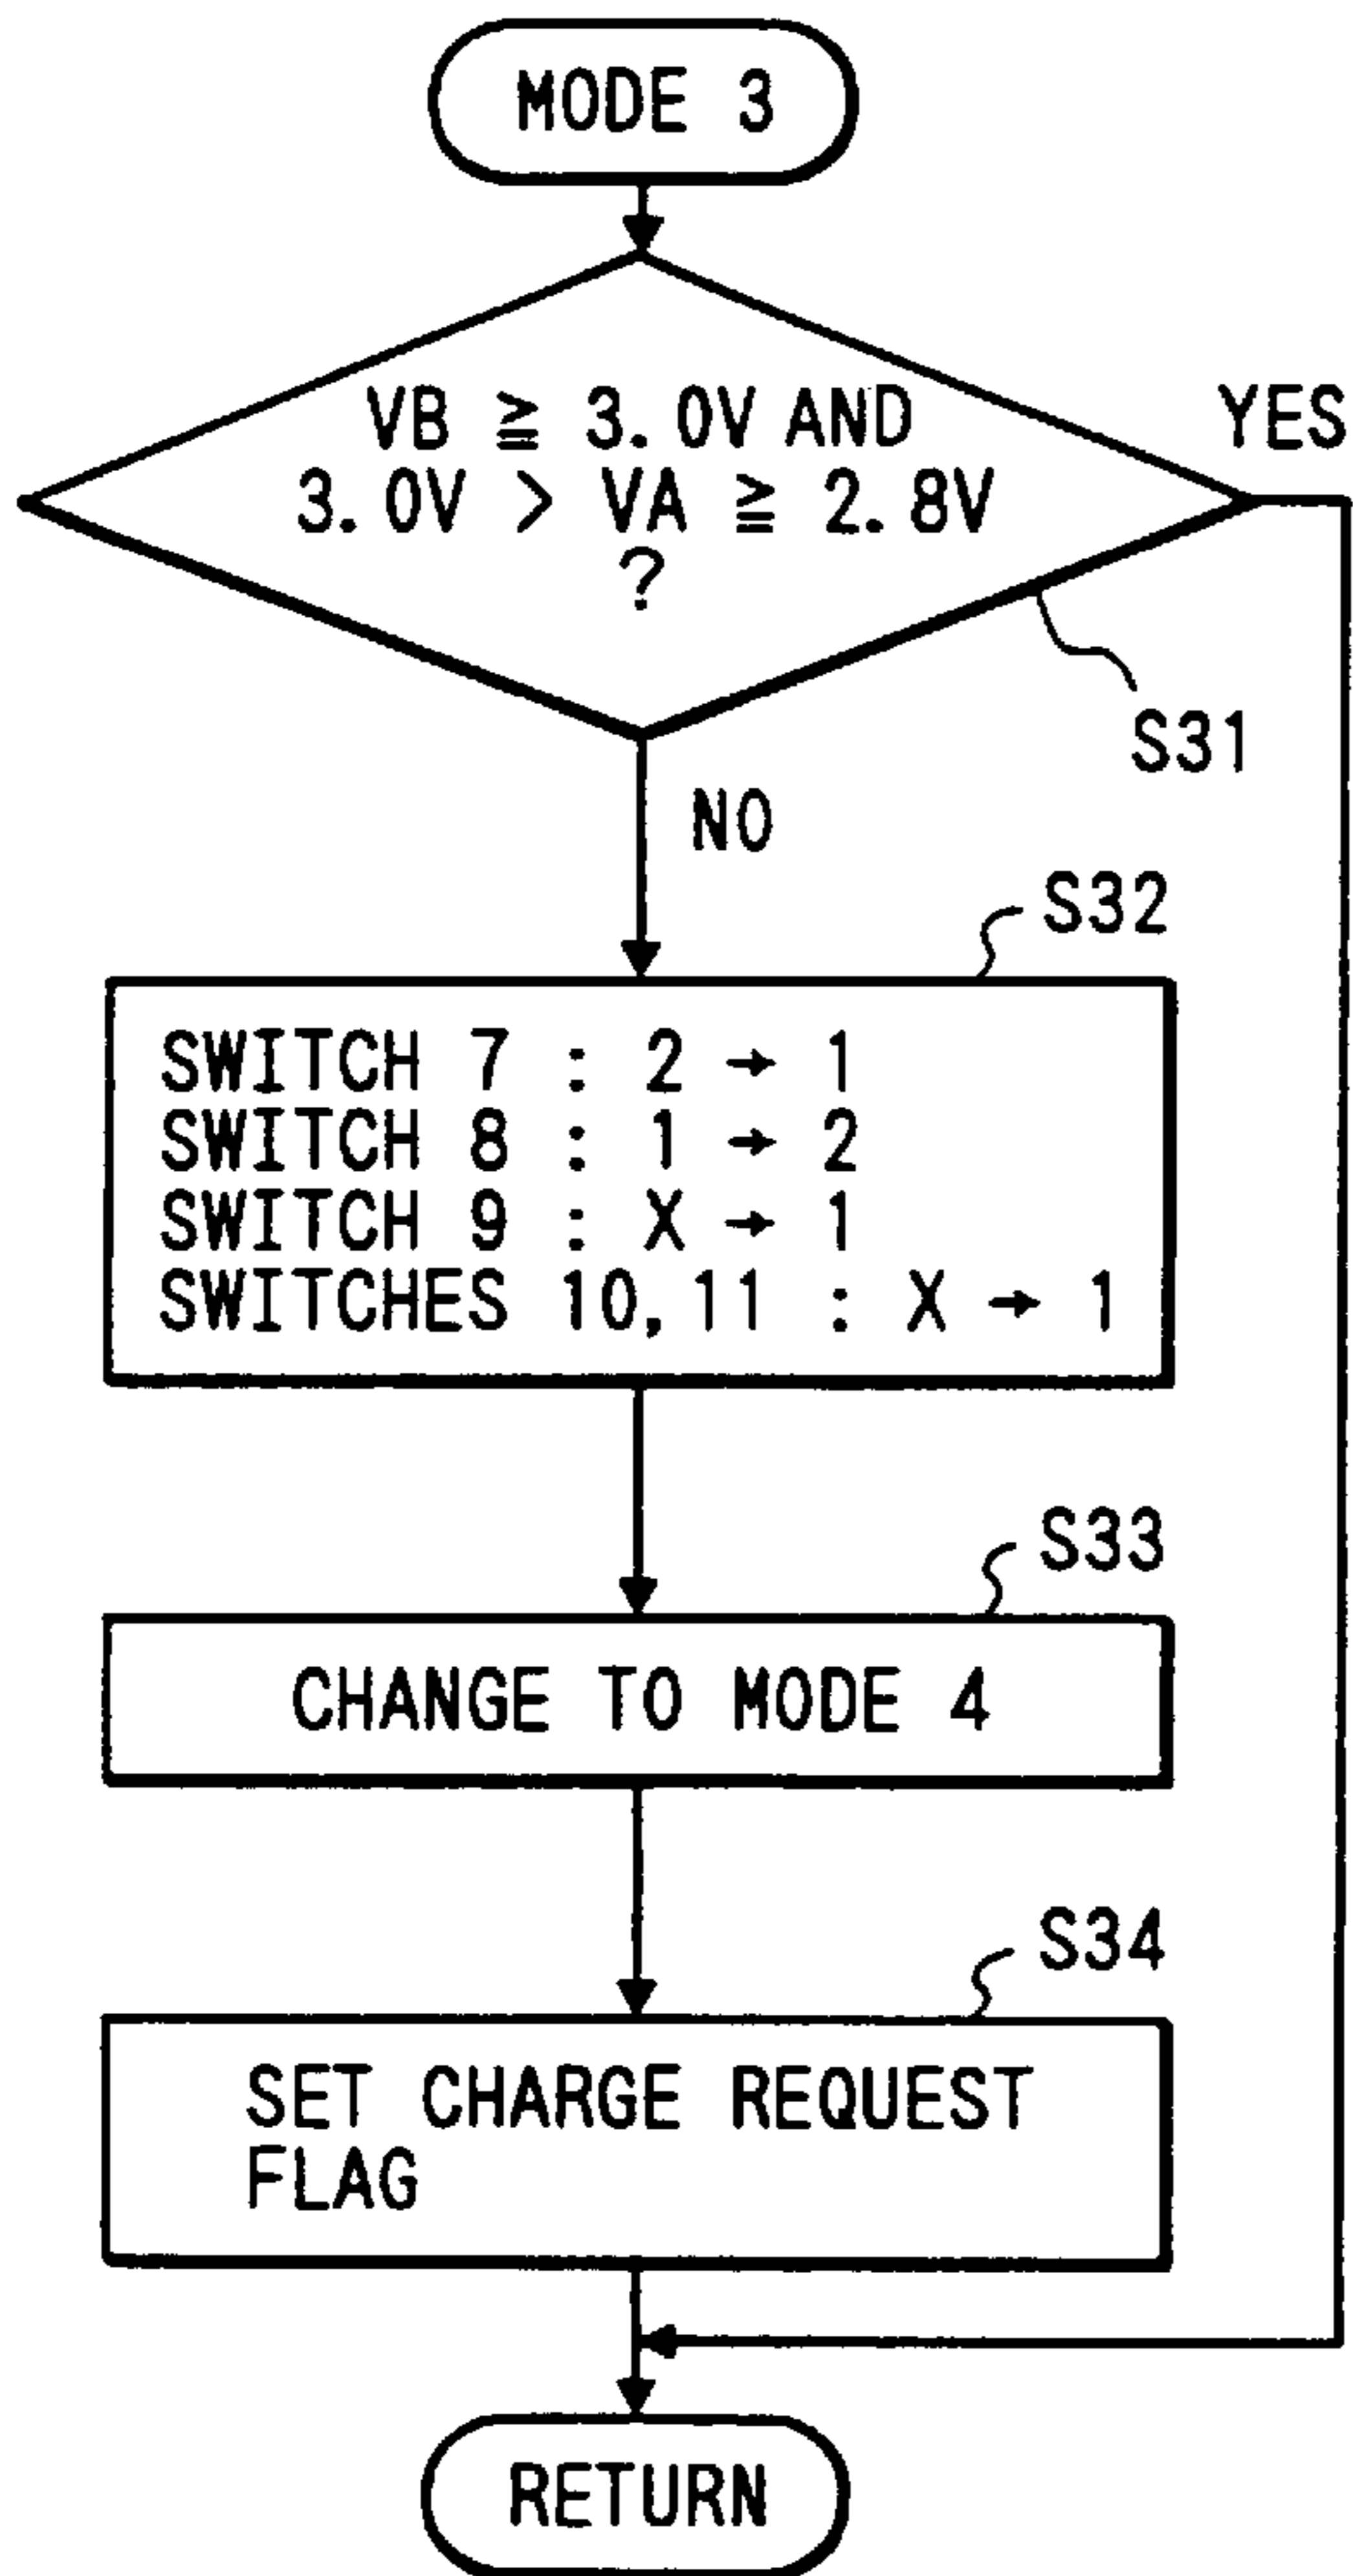 MODE 3
VB ≧ 3.0V AND
3.0V > VA ≧ 2.8V
?
YES
S31
NO
S32
SWITCH 7 : 2 → 1
SWITCH 8 : 1 → 2
SWITCH 9 : X → 1
SWITCHES 10,11 : X → 1
S33
CHANGE TO MODE 4
S34
SET CHARGE REQUEST
FLAG
RETURN